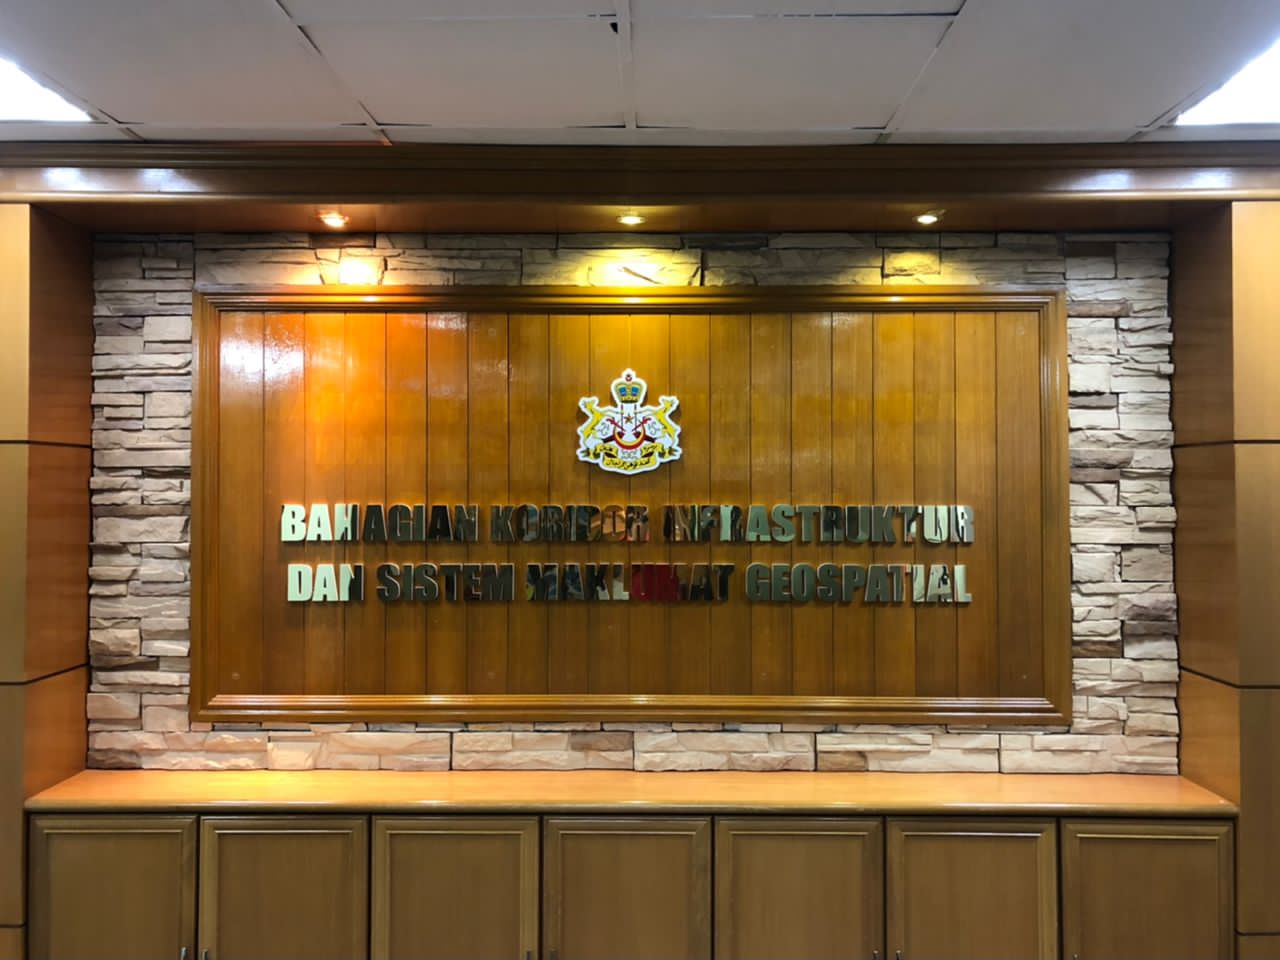 BAHAGIAN KORIDOR INFRASTRUKTUR
DAN SISTEM MAKLUMAT GEOSPATIAL